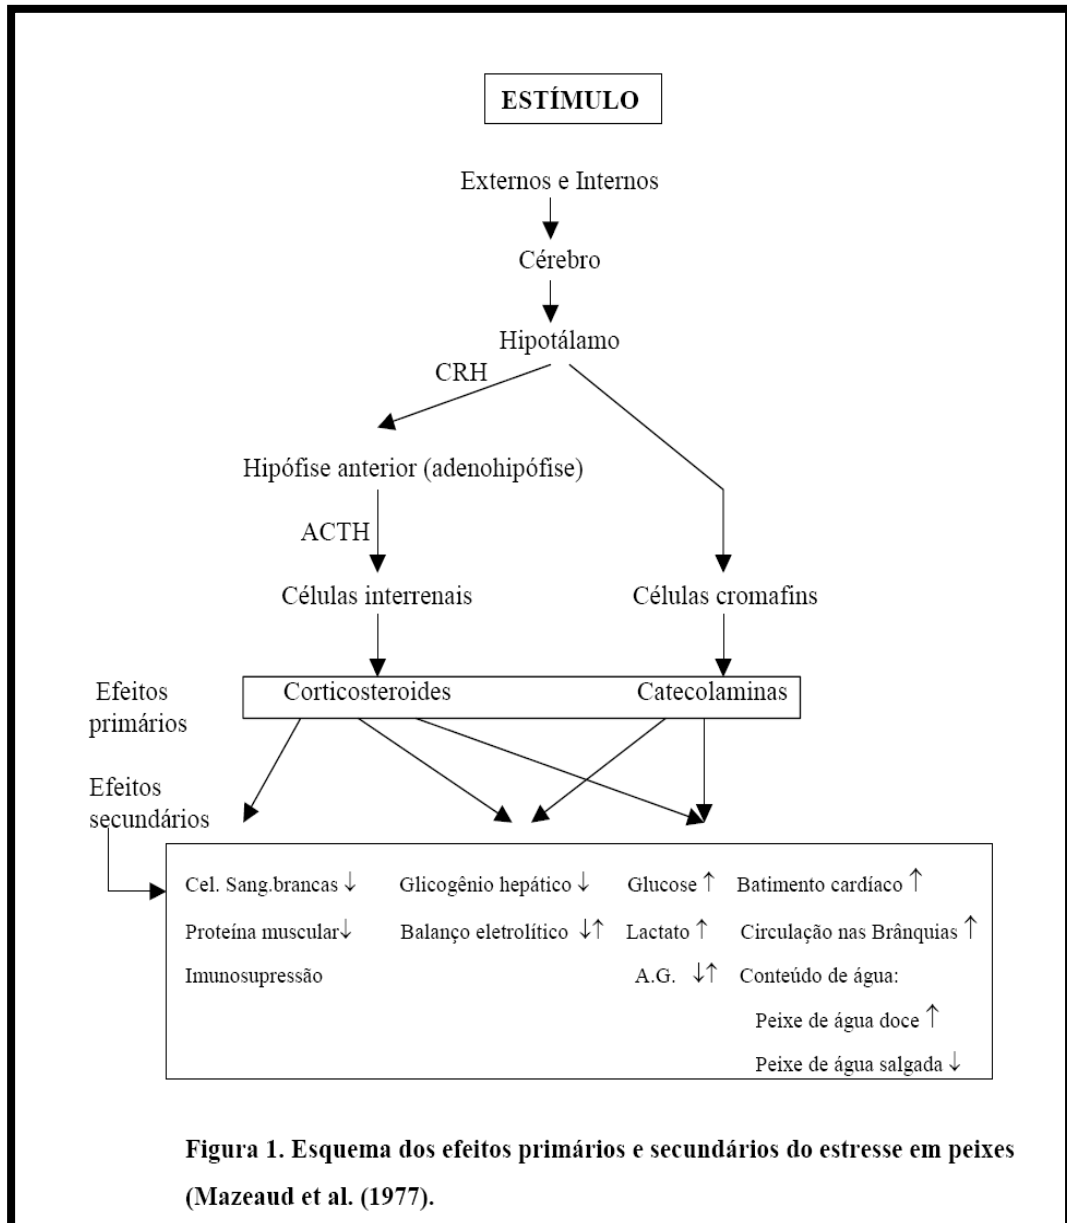 ESTÍMULO
Externos e Internos
Cérebro
Hipotálamo
CRH
Hipófise anterior (adenohipófise)
ACTH
Células interrenais
Células cromafins
Efeitos
primários
Corticosteroides
Catecolaminas
Efeitos
secundários
Cel. Sang.brancas ↓ Glicogênio hepático ↓ Glucose ↑ Batimento cardíaco ↑
Proteína muscular↓ Balanço eletrolítico ↓↑ Lactato ↑ Circulação nas Brânquias ↑
Imunosupressão A.G. ↓↑ Conteúdo de água:
Peixe de água doce ↑
Peixe de água salgada ↓
Figura 1. Esquema dos efeitos primários e secundários do estresse em peixes
(Mazeaud et al. (1977).